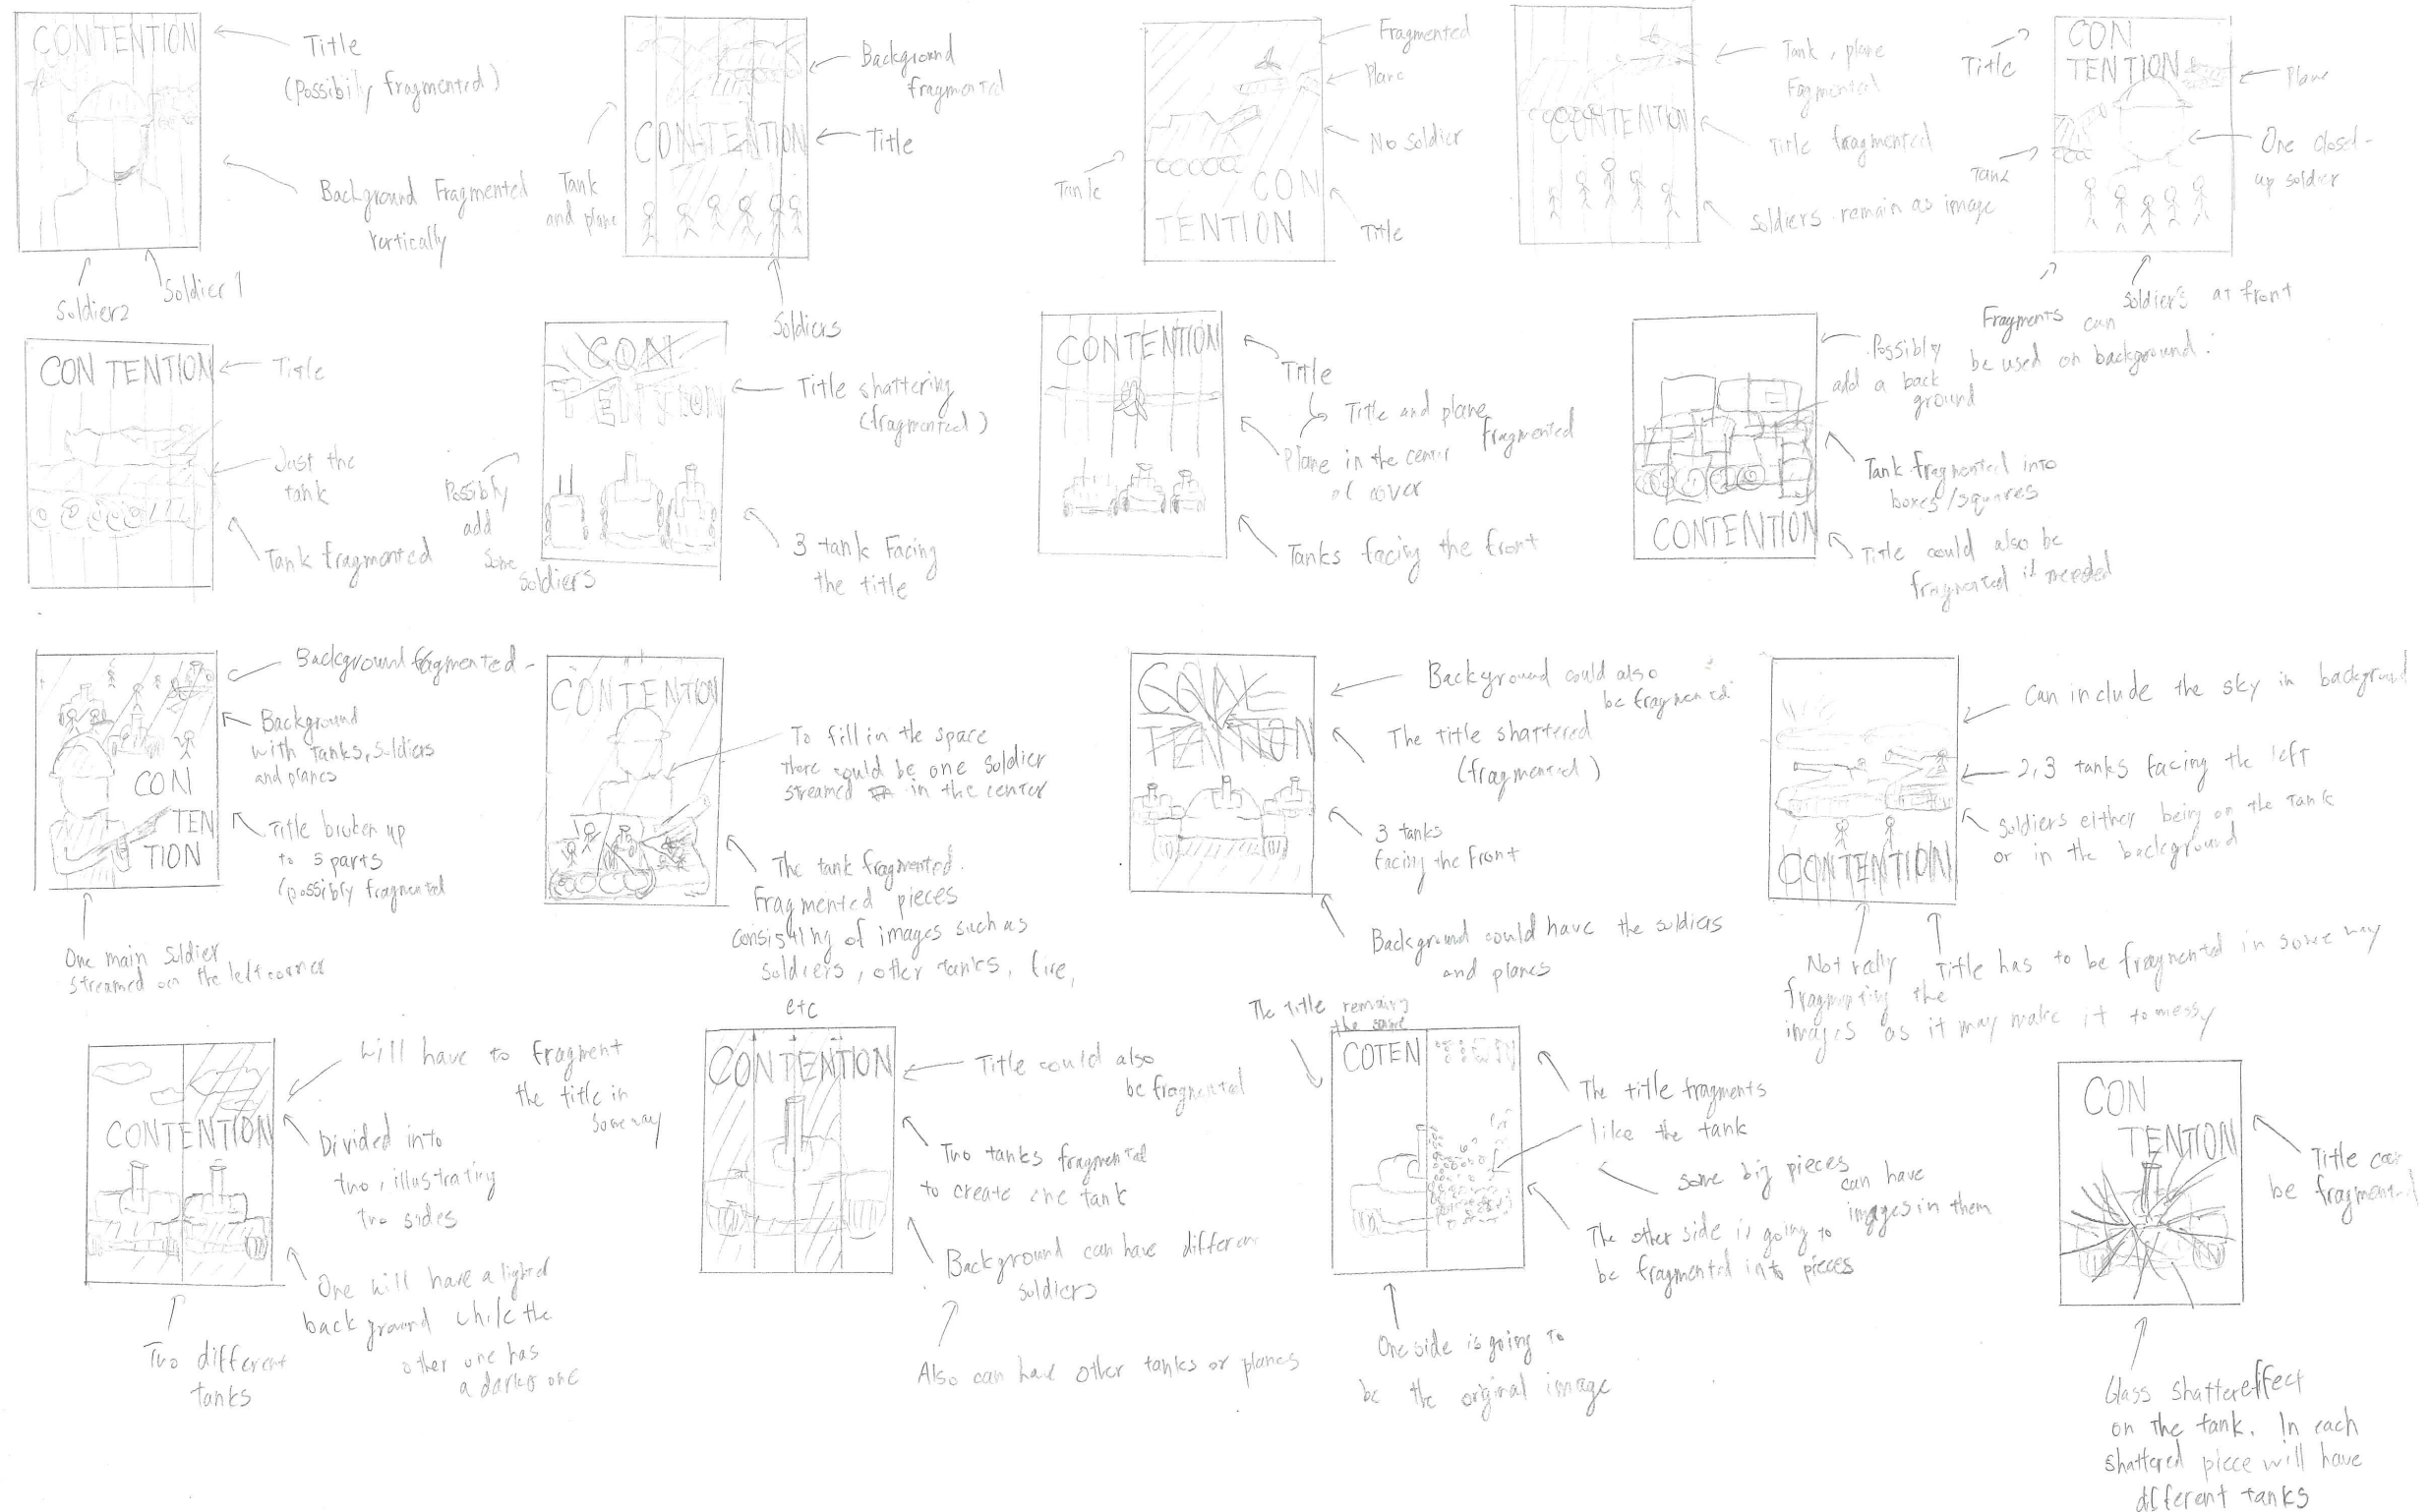 CONTENTION
Title
(Possibiliy fragmented)
Background Fragmented
Vertically
Soldier 1
Soldier2
Background
fragmented
CONTENTION
Title
Tank
and plane
Soldiers
Fragmented
Plane
No soldier
Tank
CON
TENTION
Title
Tank, plane
Fagmented
CONTENTION
Title fragmented
Soldiers remain as image
Title
CON
TENTION
Plane
One closed-
up soldier
Tank
Soldiers at front
Fragments can
be used on background.
CONTENTION
Title
Just the
tank
Tank fragmented
CON
TENTION
Title shattering
(fragmented)
Possibly
add
some
soldiers
3 tank Facing
the title
CONTENTION
Title
Title and plane
fragmented
Plane in the center
of cover
Tanks facing the front
Possibly
add a back
ground
Tank fragmented into
boxes/squares
CONTENTION
Title could also be
fragmented if needed
Background fragmented
Background
with tanks, soldiers
and planes
CON
TEN
TION
Title broken up
to 5 parts
(possibly fragmented
One main soldier
streamed on the left corner
CONTENTION
To fill in the space
there could be one soldier
streamed in the center
The tank fragmented.
Fragmented pieces
consisting of images such as
soldiers, other tanks, fire,
etc
CON
TENTION
Background could also
be fragmented
The title shattered
(fragmented)
3 tanks
facing the front
Background could have the soldiers
and planes
Can include the sky in background
2,3 tanks facing the left
Soldiers either being on the tank
or in the background
CONTENTION
Title has to be fragmented in some way
Not really
fragmenting the
images as it may make it to messy
CONTENTION
Will have to fragment
the title in
some way
Divided into
two, illustrating
two sides
One will have a lighted
background while the
other one has
a darker one
Two different
tanks
CONTENTION
Title could also
be fragmented
Two tanks fragmented
to create one tank
Background can have different
soldiers
Also can have other tanks or planes
The title remains
the same
COTEN
The title fragments
like the tank
some big pieces can have
images in them
The other side is going to
be fragmented into pieces
One side is going to
be the original image
CON
TENTION
Title can
be fragmented
Glass shatter effect
on the tank. In each
shattered piece will have
different tanks